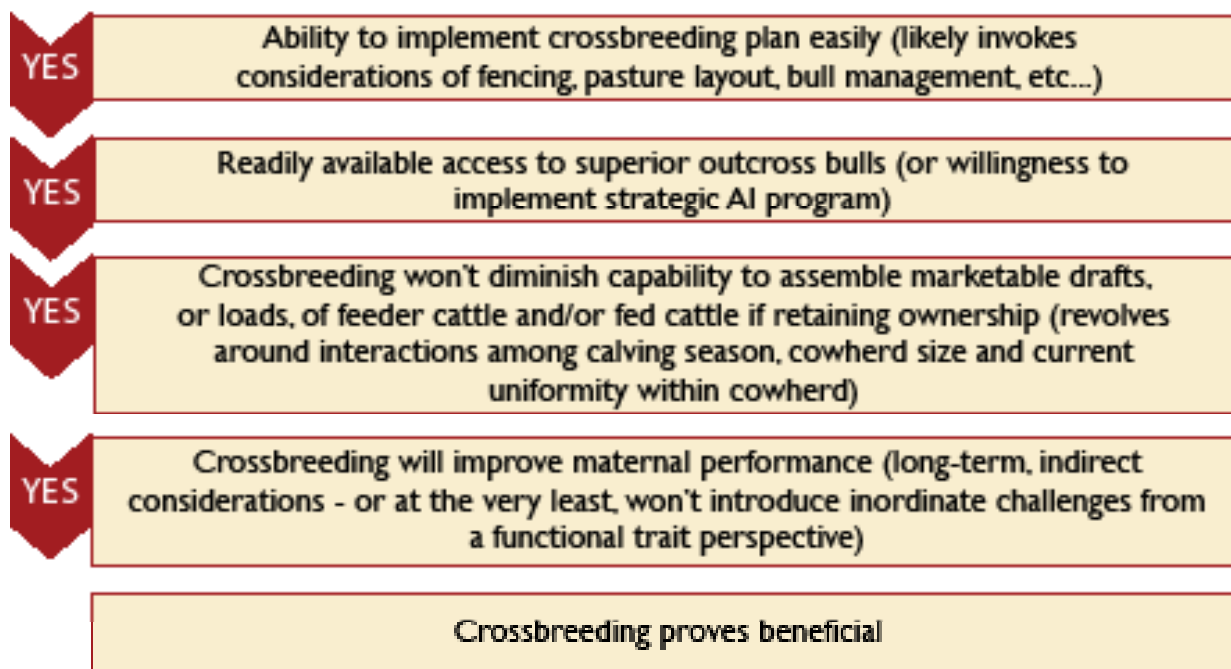 YES
Ability to implement crossbreeding plan easily (likely invokes
considerations of fencing, pasture layout, bull management, etc...)
YES
Readily available access to superior outcross bulls (or willingness to
implement strategic AI program)
YES
Crossbreeding won't diminish capability to assemble marketable drafts,
or loads, of feeder cattle and/or fed cattle if retaining ownership (revolves
around interactions among calving season, cowherd size and current
uniformity within cowherd)
YES
Crossbreeding will improve maternal performance (long-term, indirect
considerations - or at the very least, won't introduce inordinate challenges from
a functional trait perspective)
Crossbreeding proves beneficial